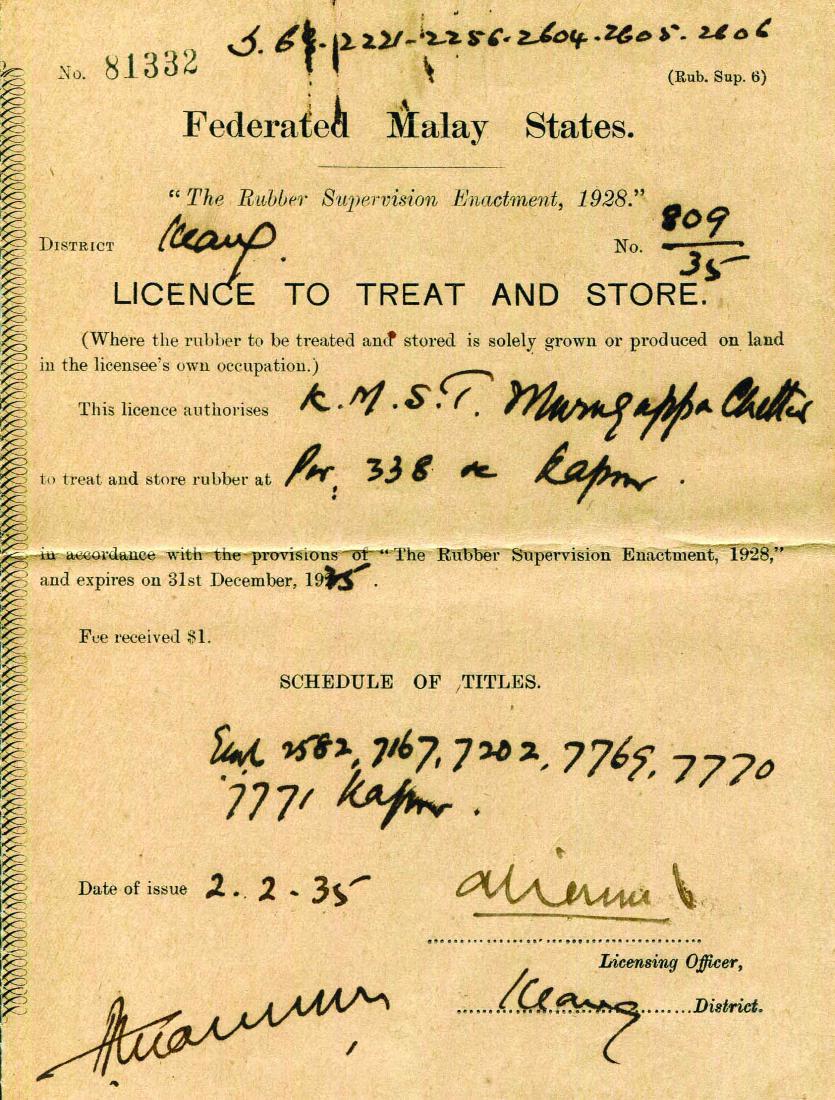 S. 2221-2256-2604.2605.2606
No. 81332
(Rub. Sup. 6)
Federated Malay States.
“The Rubber Supervision Enactment, 1928.”
DISTRICT Klang. No. 809/35
LICENCE TO TREAT AND STORE.
(Where the rubber to be treated and stored is solely grown or produced on land
in the licensee's own occupation.)
This licence authorises K.M.S.T. Murugappa Chettiar
to treat and store rubber at 338 Kapar.
in accordance with the provisions of “The Rubber Supervision Enactment, 1928,”
and expires on 31st December, 1935.
Fee received $1.
SCHEDULE OF TITLES.
2582, 7167, 7202, 7769, 7770
7771 Kapar.
Date of issue 2.2-35
Licensing Officer,
Klang District.